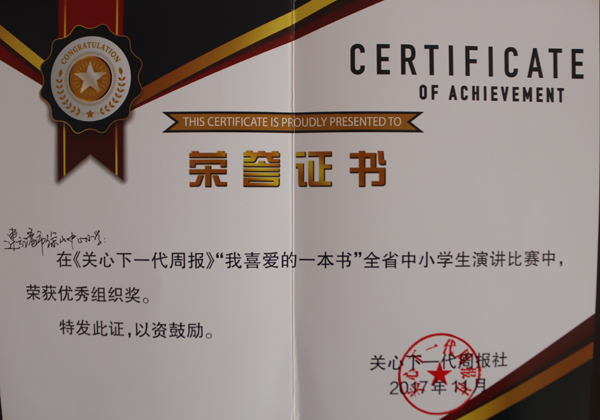 CONGRATULATION
CERTIFICATE
OF ACHIEVEMENT
THIS CERTIFICATE IS PROUDLY PRESENTED TO
荣誉证书
小学:
在《关心下一代周报》“我喜爱的一本书”全省中小学生演讲比赛中,
荣获优秀组织奖。
特发此证,以资鼓励。
关心下一代周报社
2017年11月